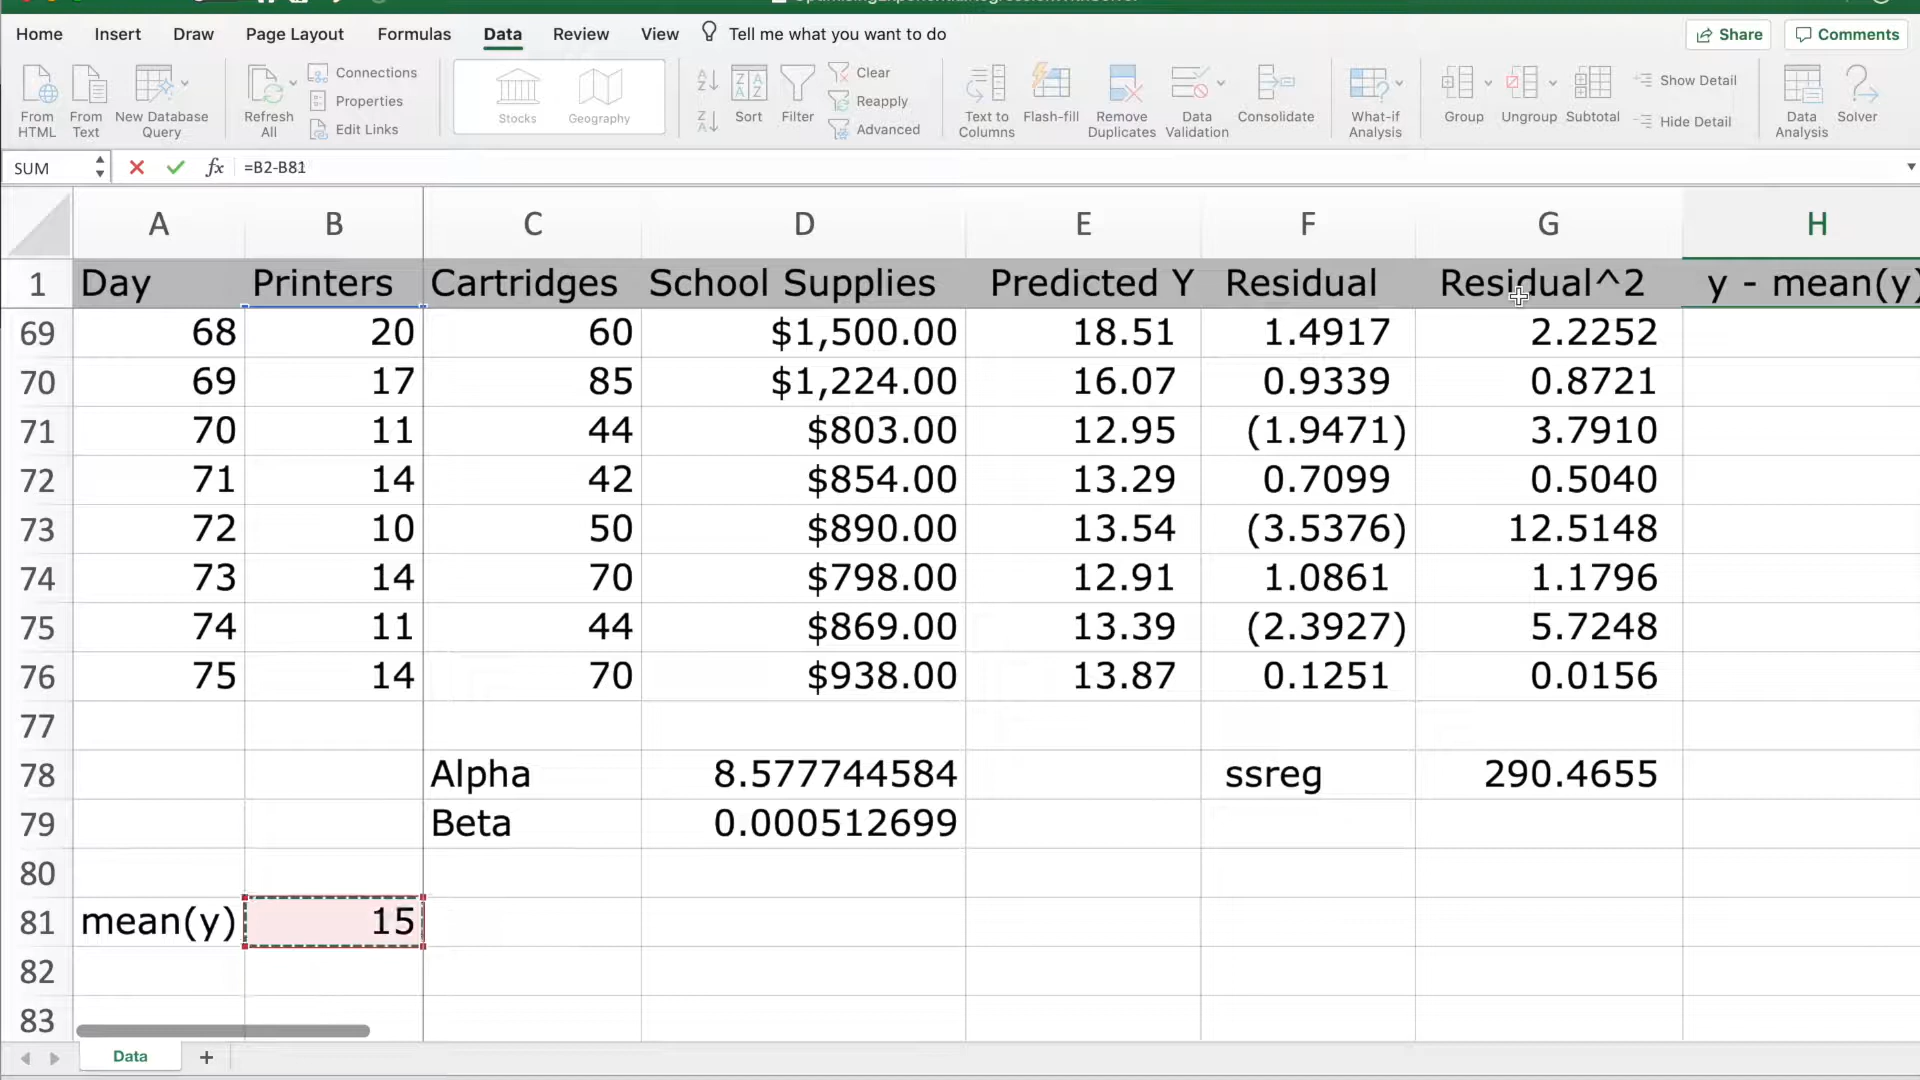 Home Insert Draw Page Layout Formulas Data Review View Tell me what you want to do Share Comments
From HTML From Text New Database Query Refresh All Connections Properties Edit Links Stocks Geography Sort Filter Clear Reapply Advanced Text to Columns Flash-fill Remove Duplicates Data Validation Consolidate What-if Analysis Group Ungroup Subtotal Show Detail Hide Detail Data Analysis Solver
SUM fx =B2-B81
A B C D E F G H
1 Day Printers Cartridges School Supplies Predicted Y Residual Residual^2 y - mean(y)
69 68 20 60 $1,500.00 18.51 1.4917 2.2252
70 69 17 85 $1,224.00 16.07 0.9339 0.8721
71 70 11 44 $803.00 12.95 (1.9471) 3.7910
72 71 14 42 $854.00 13.29 0.7099 0.5040
73 72 10 50 $890.00 13.54 (3.5376) 12.5148
74 73 14 70 $798.00 12.91 1.0861 1.1796
75 74 11 44 $869.00 13.39 (2.3927) 5.7248
76 75 14 70 $938.00 13.87 0.1251 0.0156
77
78 Alpha 8.577744584 ssreg 290.4655
79 Beta 0.000512699
80
81 mean(y) 15
82
83
Data +